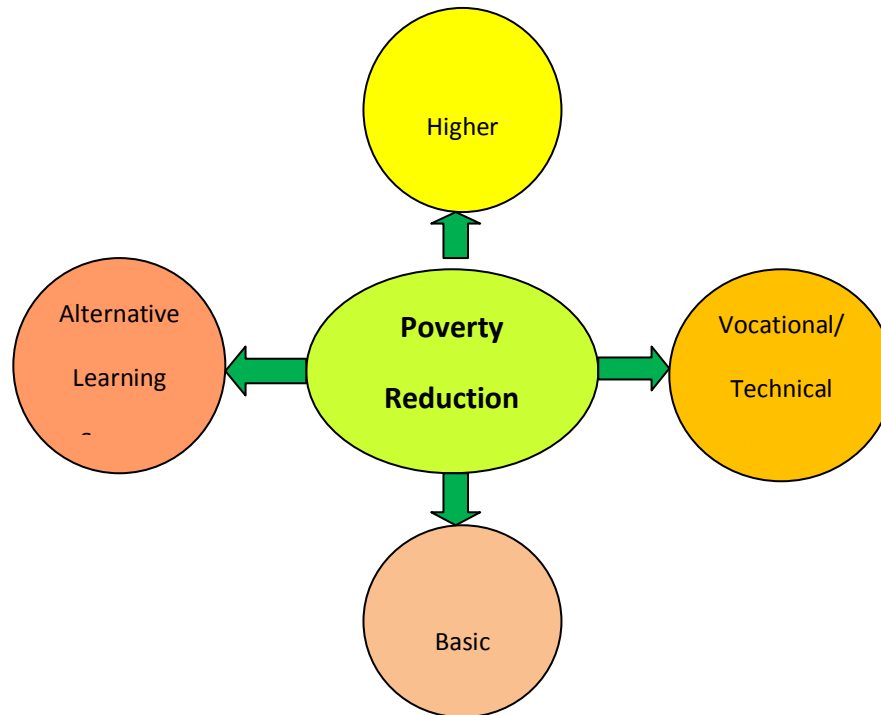 Higher
Alternative
Learning
Poverty
Reduction
Vocational/
Technical
Basic